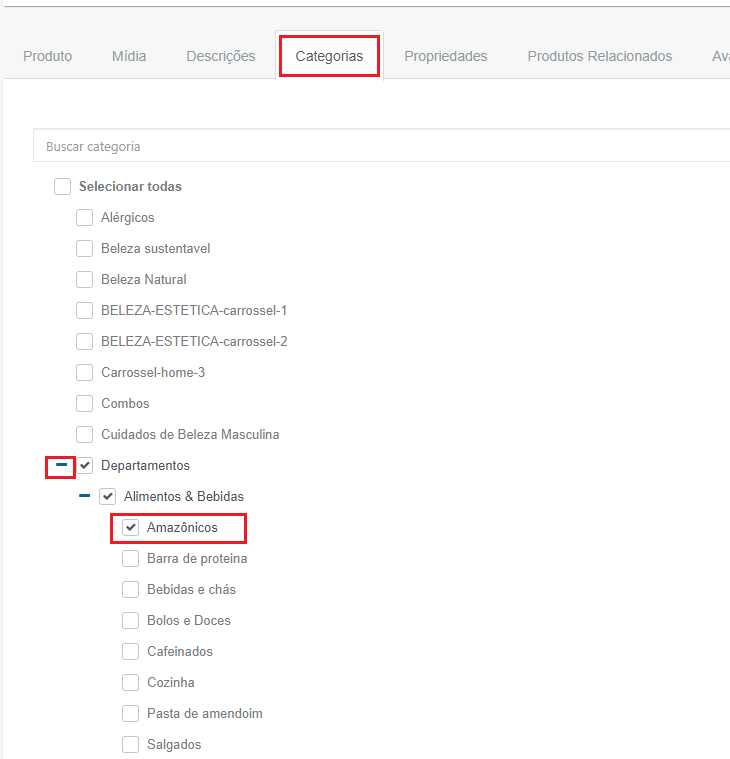 Produto Mídia Descrições Categorias Propriedades Produtos Relacionados
Buscar categoria
Selecionar todas
Alérgicos
Beleza sustentavel
Beleza Natural
BELEZA-ESTETICA-carrossel-1
BELEZA-ESTETICA-carrossel-2
Carrossel-home-3
Combos
Cuidados de Beleza Masculina
Departamentos
Alimentos & Bebidas
Amazônicos
Barra de proteina
Bebidas e chás
Bolos e Doces
Cafeinados
Cozinha
Pasta de amendoim
Salgados